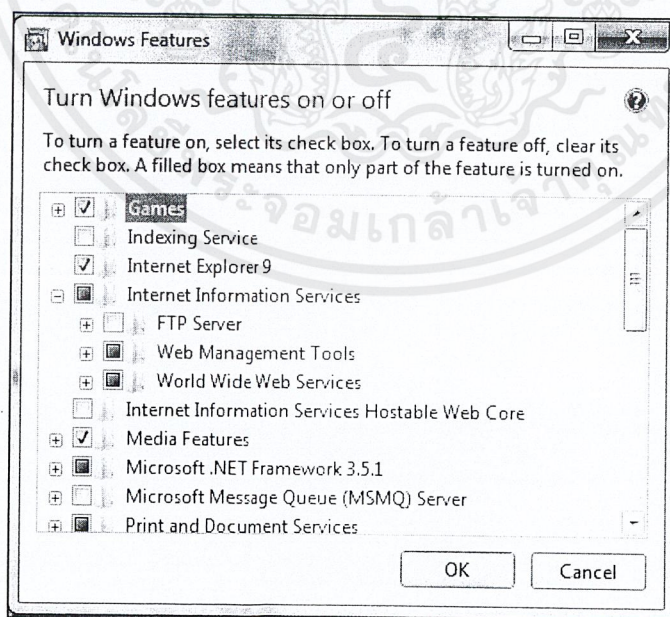 Windows Features
Turn Windows features on or off
To turn a feature on, select its check box. To turn a feature off, clear its
check box. A filled box means that only part of the feature is turned on.
Games
Indexing Service
Internet Explorer 9
Internet Information Services
FTP Server
Web Management Tools
World Wide Web Services
Internet Information Services Hostable Web Core
Media Features
Microsoft .NET Framework 3.5.1
Microsoft Message Queue (MSMQ) Server
Print and Document Services
OK
Cancel